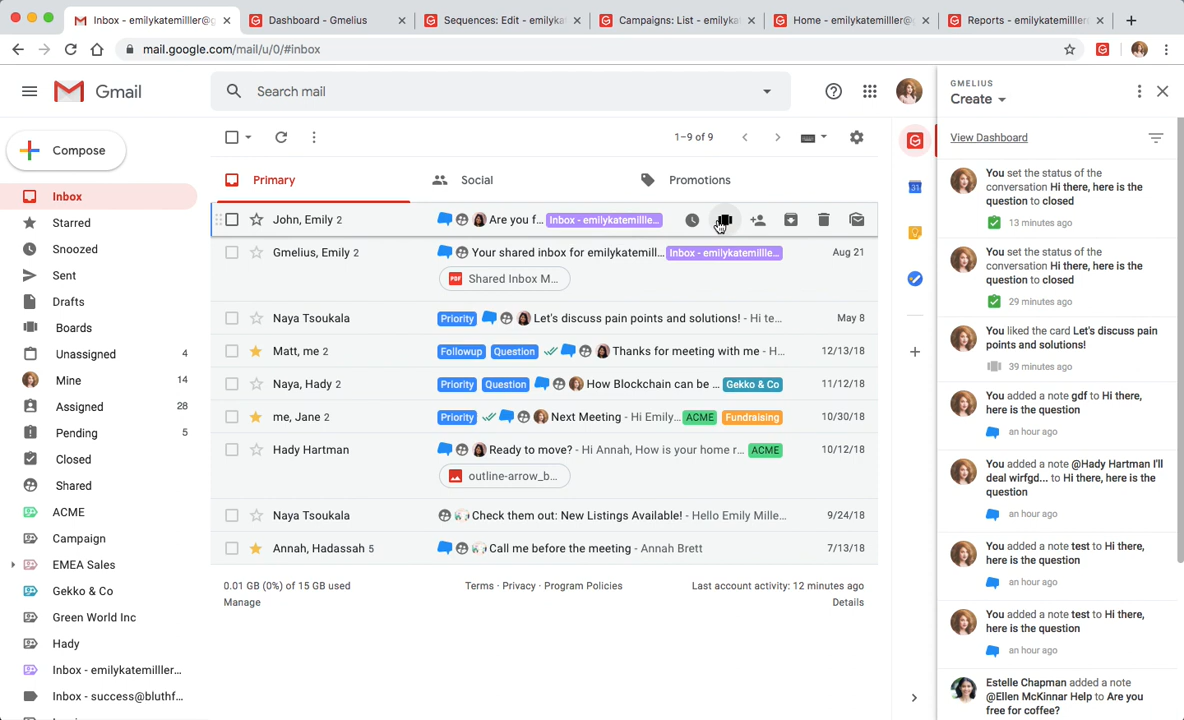 Inbox - emilykatemilller@g
Dashboard - Gmelius
Sequences: Edit - emilykat
Campaigns: List - emilykat
Home - emilykatemilller@
Reports - emilykatemilllers
mail.google.com/mail/u/0/#inbox
Gmail
Search mail
GMELIUS
Create
Compose
1–9 of 9
View Dashboard
Inbox
Starred
Snoozed
Sent
Drafts
Boards
Unassigned 4
Mine 14
Assigned 28
Pending 5
Closed
Shared
ACME
Campaign
EMEA Sales
Gekko & Co
Green World Inc
Hady
Inbox - emilykatemilller...
Inbox - success@bluthf...
Primary
Social
Promotions
John, Emily 2 Are you f... Inbox - emilykatemillle...
Gmelius, Emily 2 Your shared inbox for emilykatemill... Inbox - emilykatemillle... Aug 21
PDF Shared Inbox M...
Naya Tsoukala Priority Let's discuss pain points and solutions! - Hi te... May 8
Matt, me 2 Followup Question Thanks for meeting with me - H... 12/13/18
Naya, Hady 2 Priority Question How Blockchain can be ... Gekko & Co 11/12/18
me, Jane 2 Priority Next Meeting - Hi Emily,... ACME Fundraising 10/30/18
Hady Hartman Ready to move? - Hi Annah, How is your home r... ACME 10/12/18
outline-arrow_b...
Naya Tsoukala Check them out: New Listings Available! - Hello Emily Mille... 9/24/18
Annah, Hadassah 5 Call me before the meeting - Annah Brett 7/13/18
0.01 GB (0%) of 15 GB used
Manage
Terms · Privacy · Program Policies
Last account activity: 12 minutes ago
Details
31
You set the status of the
conversation Hi there, here is the
question to closed
13 minutes ago
You set the status of the
conversation Hi there, here is the
question to closed
29 minutes ago
You liked the card Let's discuss pain
points and solutions!
39 minutes ago
You added a note gdf to Hi there,
here is the question
an hour ago
You added a note @Hady Hartman I'll
deal wirfgd... to Hi there, here is the
question
an hour ago
You added a note test to Hi there,
here is the question
an hour ago
You added a note test to Hi there,
here is the question
an hour ago
Estelle Chapman added a note
@Ellen McKinnar Help to Are you
free for coffee?